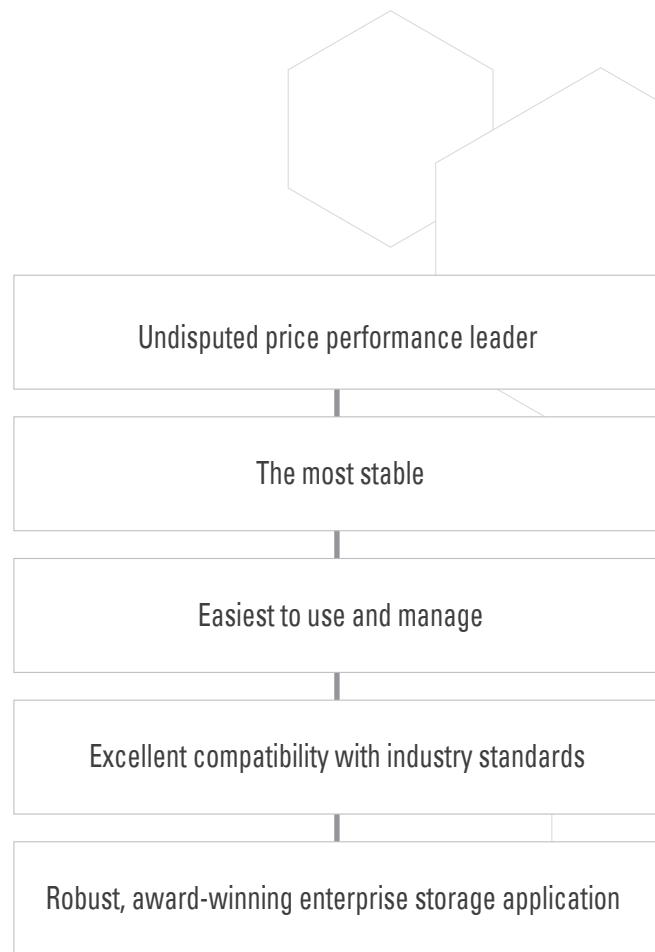 Undisputed price performance leader
The most stable
Easiest to use and manage
Excellent compatibility with industry standards
Robust, award-winning enterprise storage application